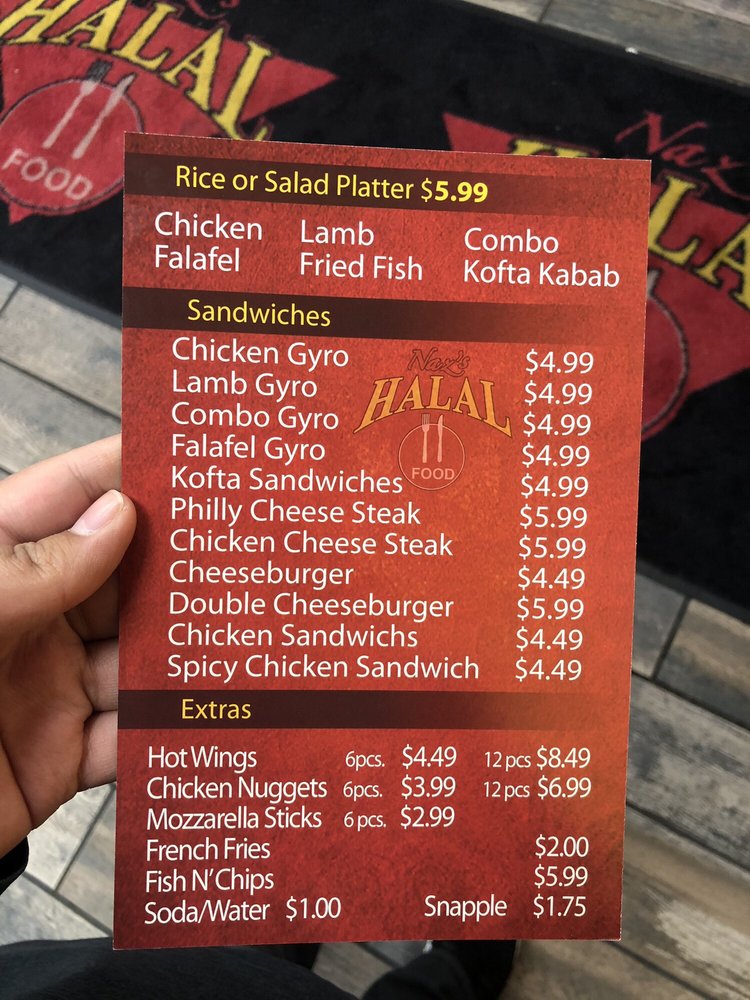 HALAL
FOOD
Nax's
HALA
Rice or Salad Platter $5.99
Chicken Lamb Combo
Falafel Fried Fish Kofta Kabab
Sandwiches
Nax's
HALAL
FOOD
Chicken Gyro $4.99
Lamb Gyro $4.99
Combo Gyro $4.99
Falafel Gyro $4.99
Kofta Sandwiches $4.99
Philly Cheese Steak $5.99
Chicken Cheese Steak $5.99
Cheeseburger $4.49
Double Cheeseburger $5.99
Chicken Sandwichs $4.49
Spicy Chicken Sandwich $4.49
Extras
Hot Wings 6pcs. $4.49 12 pcs $8.49
Chicken Nuggets 6pcs. $3.99 12 pcs $6.99
Mozzarella Sticks 6 pcs. $2.99
French Fries $2.00
Fish N'Chips $5.99
Soda/Water $1.00 Snapple $1.75